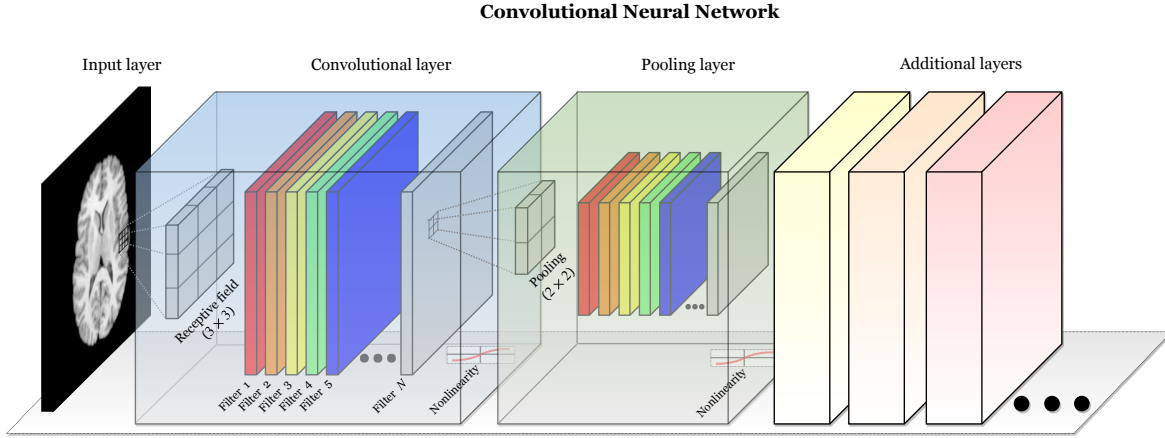 Convolutional Neural Network
Input layer
Convolutional layer
Pooling layer
Additional layers
Receptive field
(3 × 3)
Filter 1
Filter 2
Filter 3
Filter 4
Filter 5
Filter N
Nonlinearity
Pooling
(2 × 2)
Nonlinearity